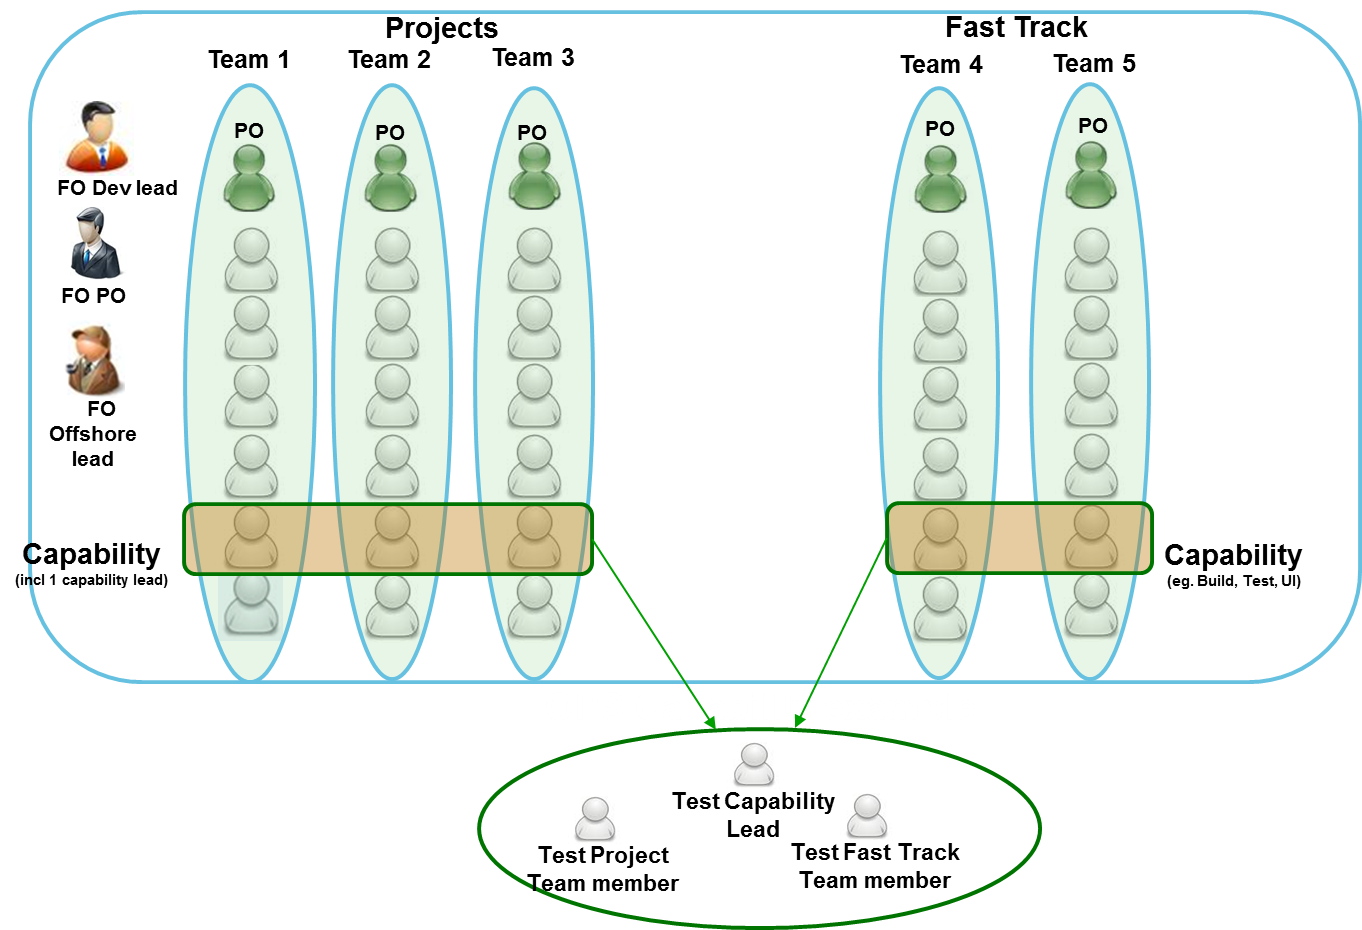 Projects
Fast Track
Team 1
Team 2
Team 3
Team 4
Team 5
PO
PO
PO
PO
PO
FO Dev lead
FO PO
FO
Offshore
lead
Capability
(incl 1 capability lead)
Capability
(eg. Build, Test, UI)
Test Capability
Lead
Test Project
Team member
Test Fast Track
Team member